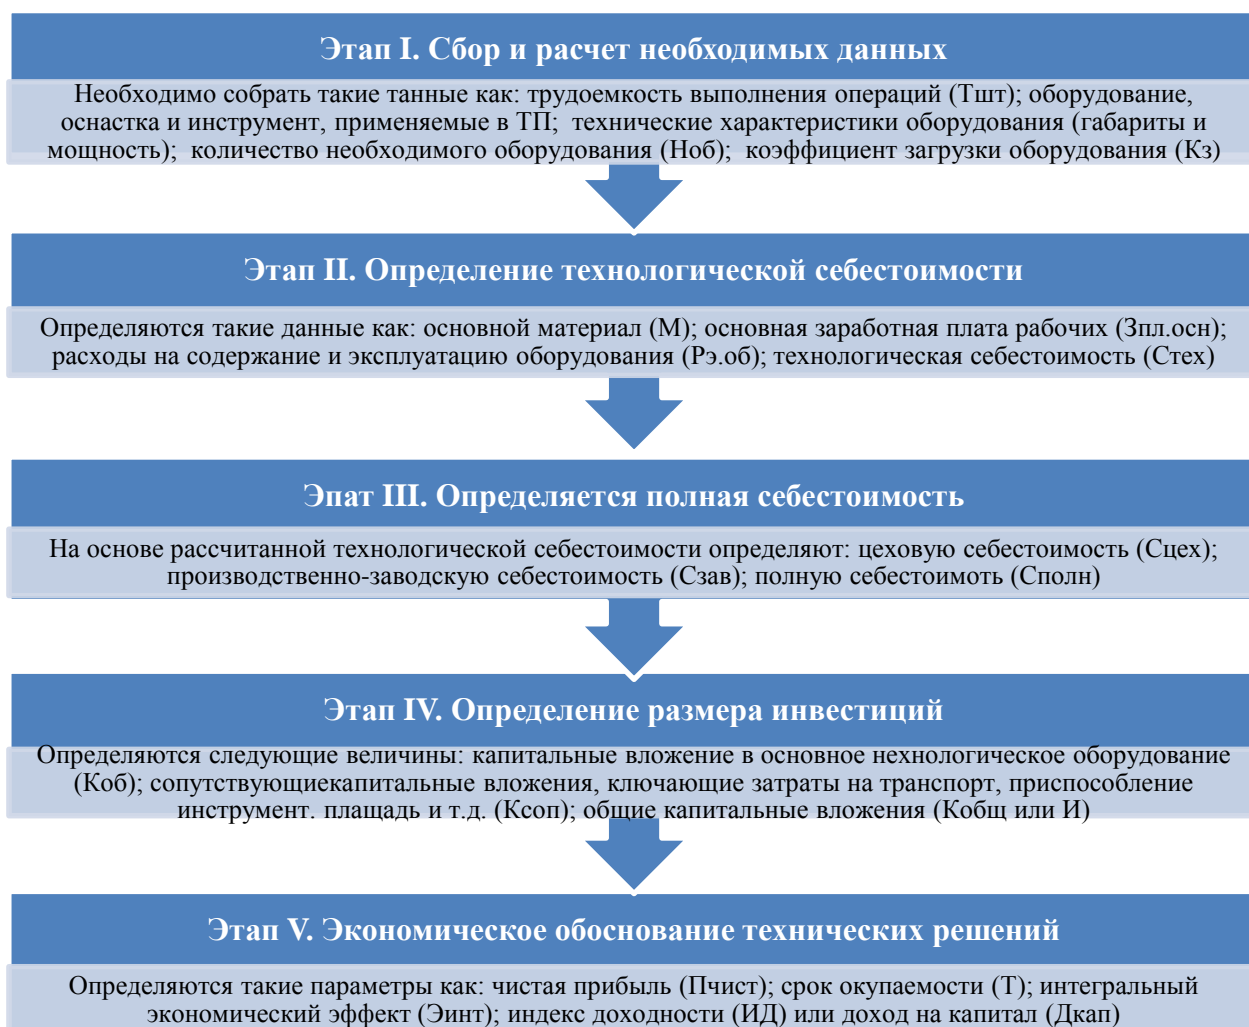 Этап I. Сбор и расчет необходимых данных
Необходимо собрать такие танные как: трудоемкость выполнения операций (Тшт); оборудование,
оснастка и инструмент, применяемые в ТП; технические характеристики оборудования (габариты и
мощность); количество необходимого оборудования (Ноб); коэффициент загрузки оборудования (Кз)
Этап II. Определение технологической себестоимости
Определяются такие данные как: основной материал (М); основная заработная плата рабочих (Зпл.осн);
расходы на содержание и эксплуатацию оборудования (Рэ.об); технологическая себестоимость (Стех)
Эпат III. Определяется полная себестоимость
На основе рассчитанной технологической себестоимости определяют: цеховую себестоимость (Сцех);
производственно-заводскую себестоимость (Сзав); полную себестоимоть (Сполн)
Этап IV. Определение размера инвестиций
Определяются следующие величины: капитальные вложение в основное нехнологическое оборудование
(Коб); сопутствующиекапитальные вложения, ключающие затраты на транспорт, приспособление
инструмент. плащадь и т.д. (Ксоп); общие капитальные вложения (Кобщ или И)
Этап V. Экономическое обоснование технических решений
Определяются такие параметры как: чистая прибыль (Пчист); срок окупаемости (Т); интегральный
экономический эффект (Эинт); индекс доходности (ИД) или доход на капитал (Дкап)